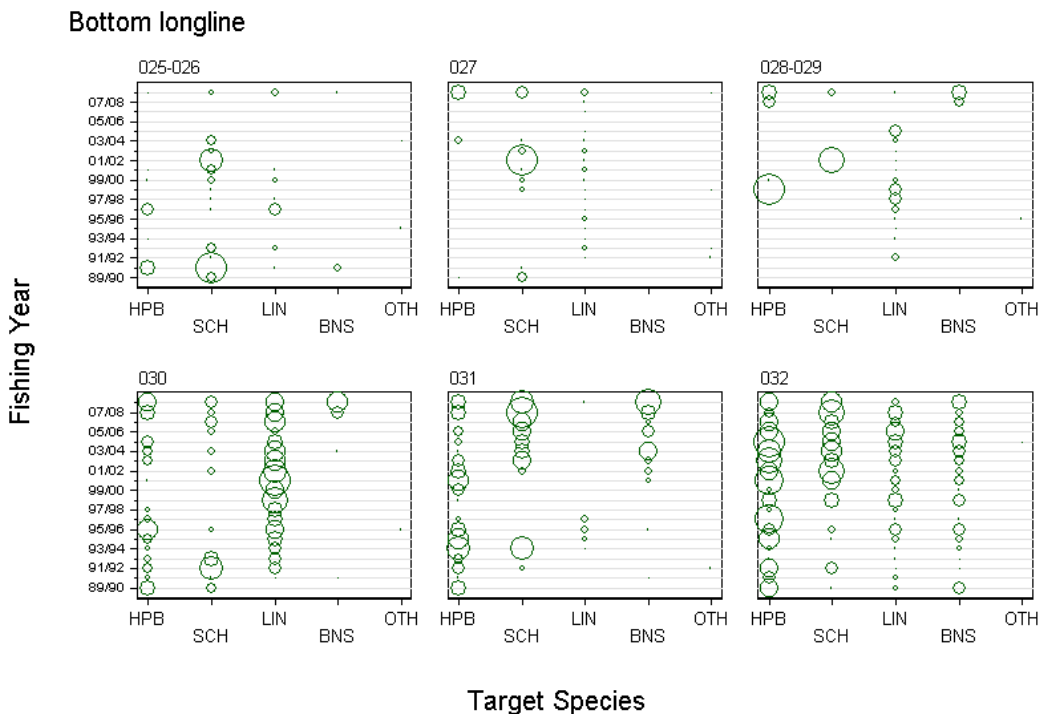 Bottom longline
025-026 027 028-029
07/08
05/06
03/04
01/02
99/00
97/98
95/96
93/94
91/92
89/90
HPB SCH LIN BNS OTH HPB SCH LIN BNS OTH HPB SCH LIN BNS OTH
Fishing Year
030 031 032
07/08
05/06
03/04
01/02
99/00
97/98
95/96
93/94
91/92
89/90
HPB SCH LIN BNS OTH HPB SCH LIN BNS OTH HPB SCH LIN BNS OTH
Target Species